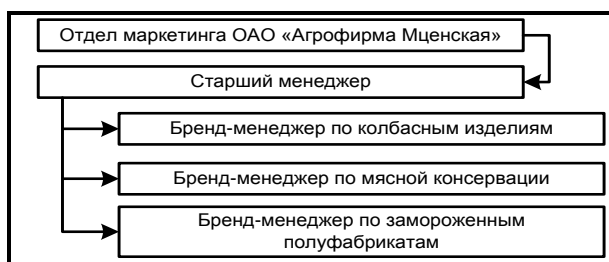 Отдел маркетинга ОАО «Агрофирма Мценская»
Старший менеджер
Бренд-менеджер по колбасным изделиям
Бренд-менеджер по мясной консервации
Бренд-менеджер по замороженным
полуфабрикатам